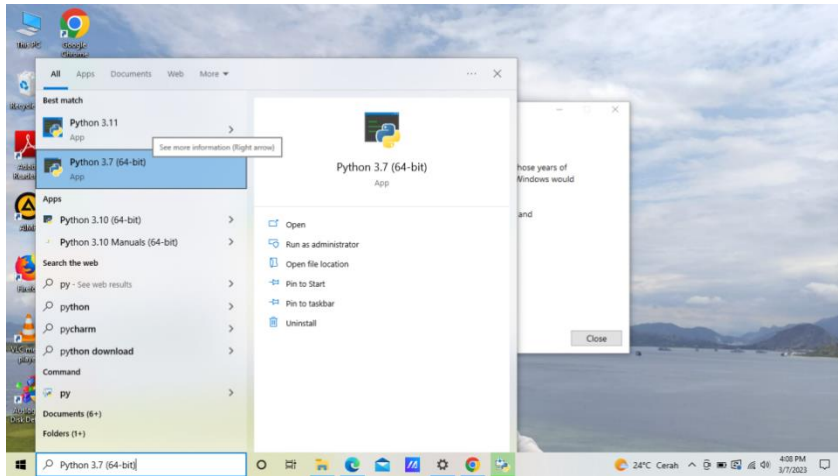 This PC
Google
Chrome
All Apps Documents Web More
Best match
Python 3.11
App
See more information (Right arrow)
Python 3.7 (64-bit)
App
Apps
Python 3.10 (64-bit)
Python 3.10 Manuals (64-bit)
Search the web
py - See web results
python
pycharm
python download
Command
py
Documents (6+)
Folders (1+)
Python 3.7 (64-bit)
App
Open
Run as administrator
Open file location
Pin to Start
Pin to taskbar
Uninstall
hose years of
Windows would
and
Close
Python 3.7 (64-bit)
24°C Cerah
4:08 PM
3/7/2023